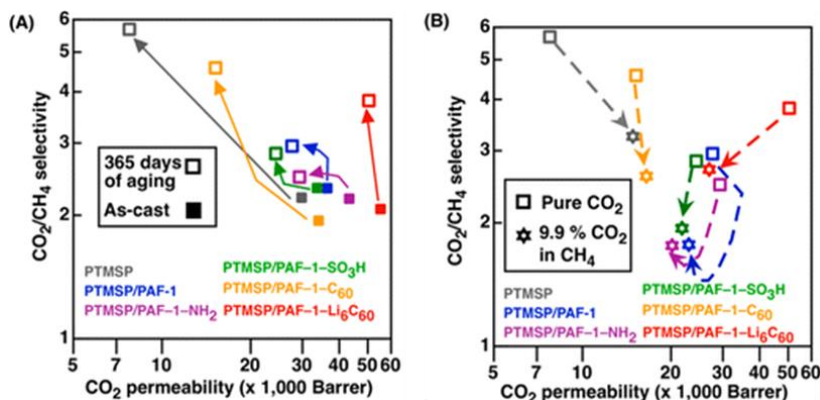 (A)
6
5
4
3
2
1
CO2/CH4 selectivity
365 days
of aging
As-cast
PTMSP
PTMSP/PAF-1
PTMSP/PAF-1-NH2
PTMSP/PAF-1-SO3H
PTMSP/PAF-1-C60
PTMSP/PAF-1-Li6C60
5 7 10 20 30 40 50 60
CO2 permeability (x 1,000 Barrer)
(B)
6
5
4
3
2
1
CO2/CH4 selectivity
Pure CO2
9.9 % CO2
in CH4
PTMSP
PTMSP/PAF-1
PTMSP/PAF-1-NH2
PTMSP/PAF-1-SO3H
PTMSP/PAF-1-C60
PTMSP/PAF-1-Li6C60
5 7 10 20 30 40 50 60
CO2 permeability (x 1,000 Barrer)